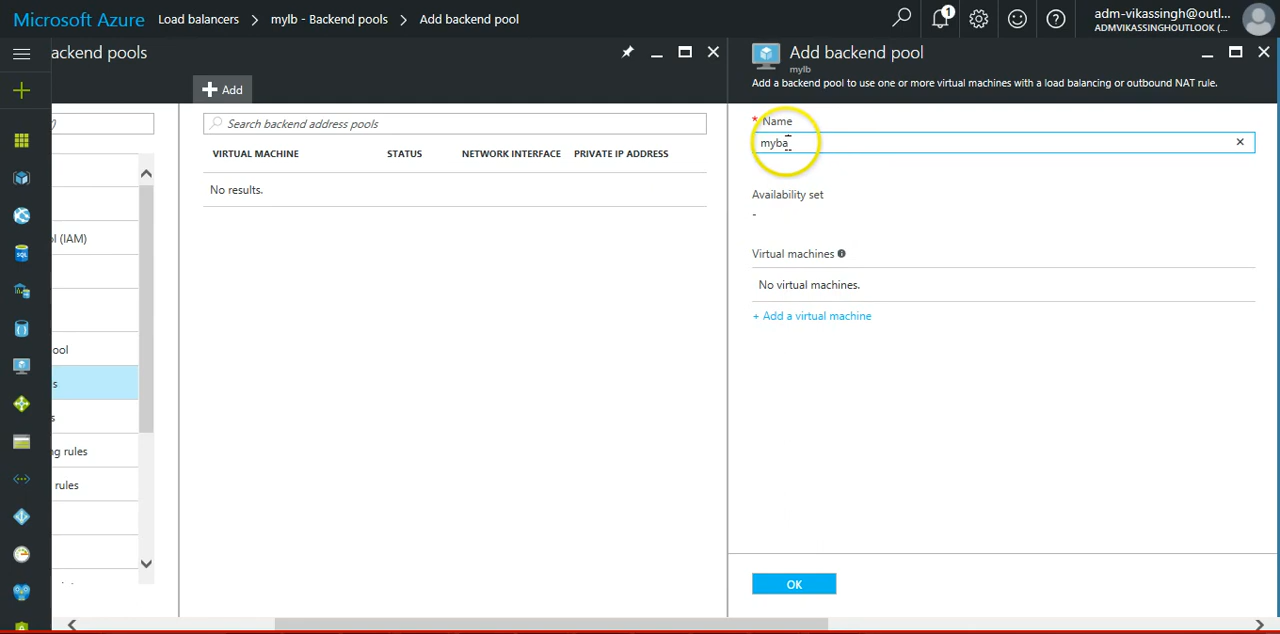 Microsoft Azure Load balancers > mylb - Backend pools > Add backend pool
1
adm-vikassingh@outl...
ADMVIKASSINGHOUTLOOK (...
ackend pools
Add
Search backend address pools
VIRTUAL MACHINE STATUS NETWORK INTERFACE PRIVATE IP ADDRESS
No results.
l (IAM)
ool
s
s
ng rules
rules
SQL
Add backend pool
mylb
Add a backend pool to use one or more virtual machines with a load balancing or outbound NAT rule.
* Name
myba
Availability set
-
Virtual machines
No virtual machines.
+ Add a virtual machine
OK